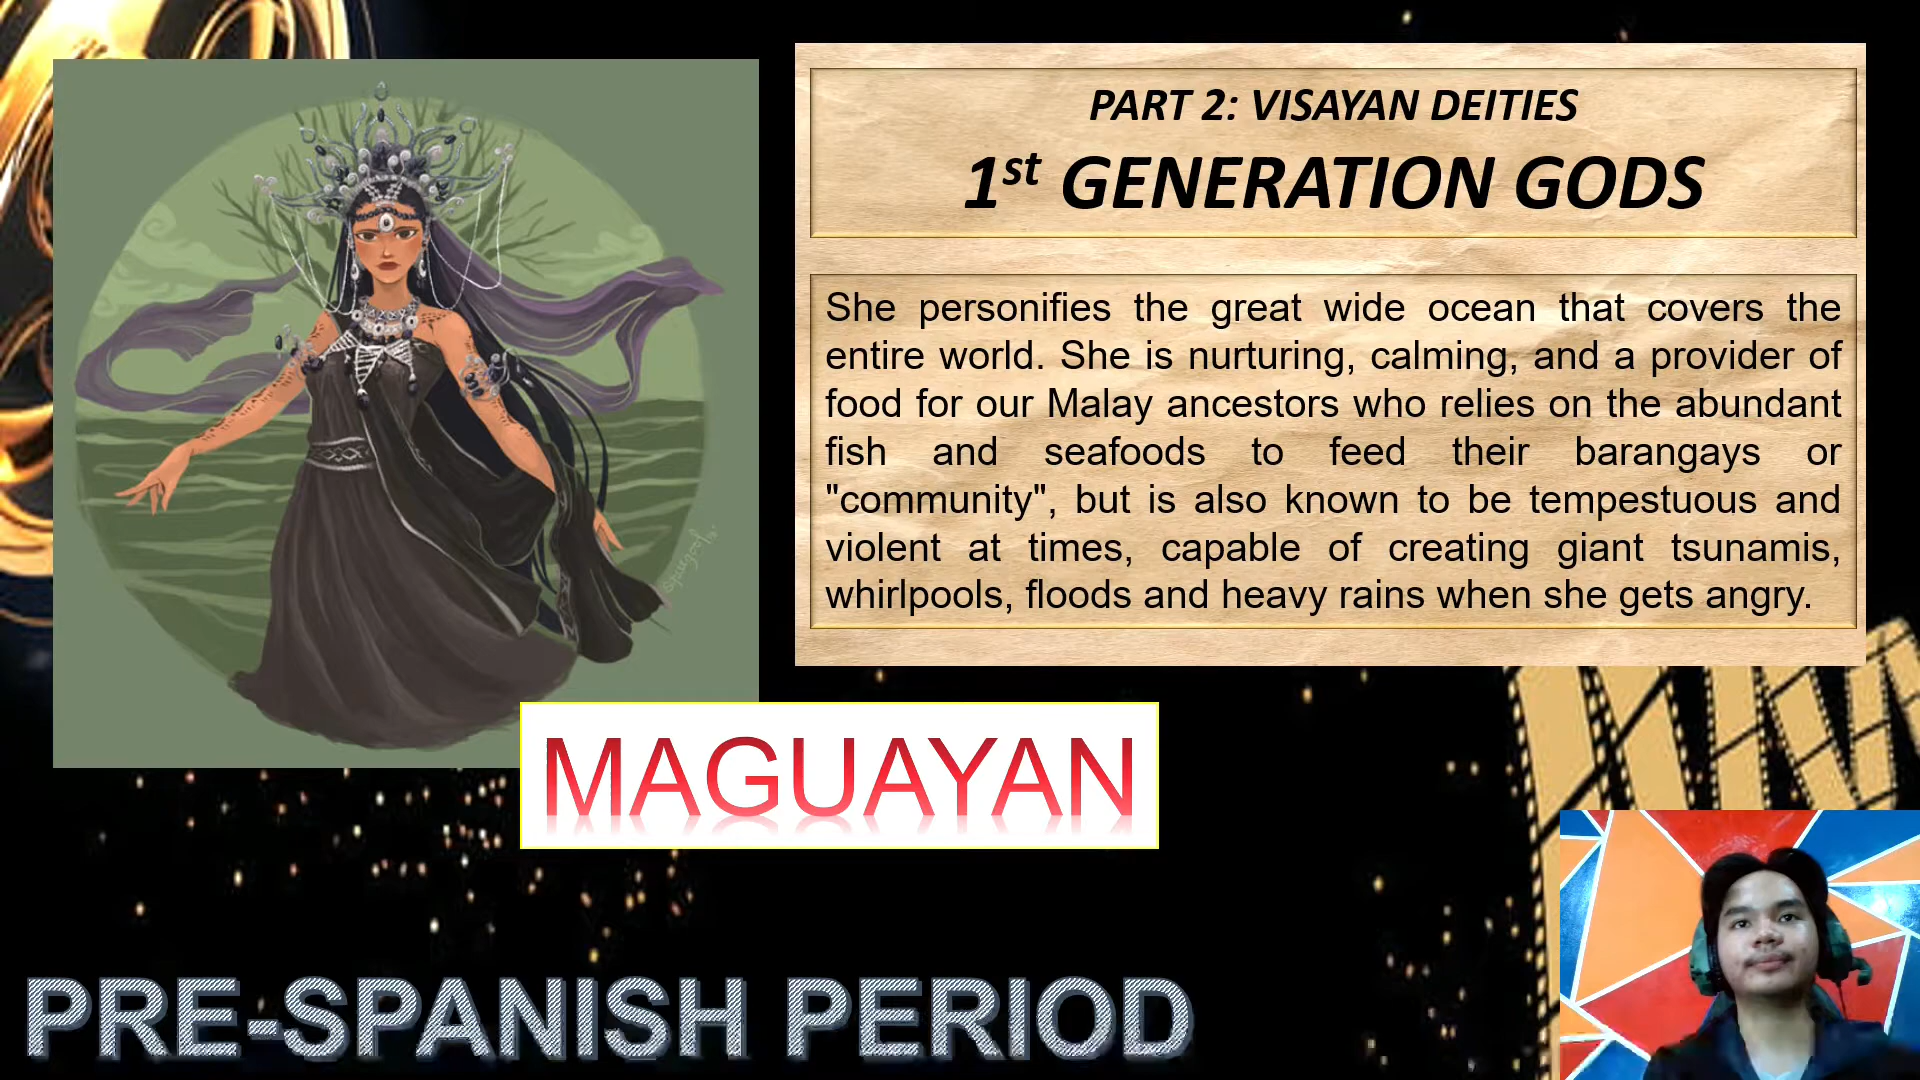 PART 2: VISAYAN DEITIES
1st GENERATION GODS
She personifies the great wide ocean that covers the
entire world. She is nurturing, calming, and a provider of
food for our Malay ancestors who relies on the abundant
fish and seafoods to feed their barangays or
"community", but is also known to be tempestuous and
violent at times, capable of creating giant tsunamis,
whirlpools, floods and heavy rains when she gets angry.
MAGUAYAN
PRE-SPANISH PERIOD